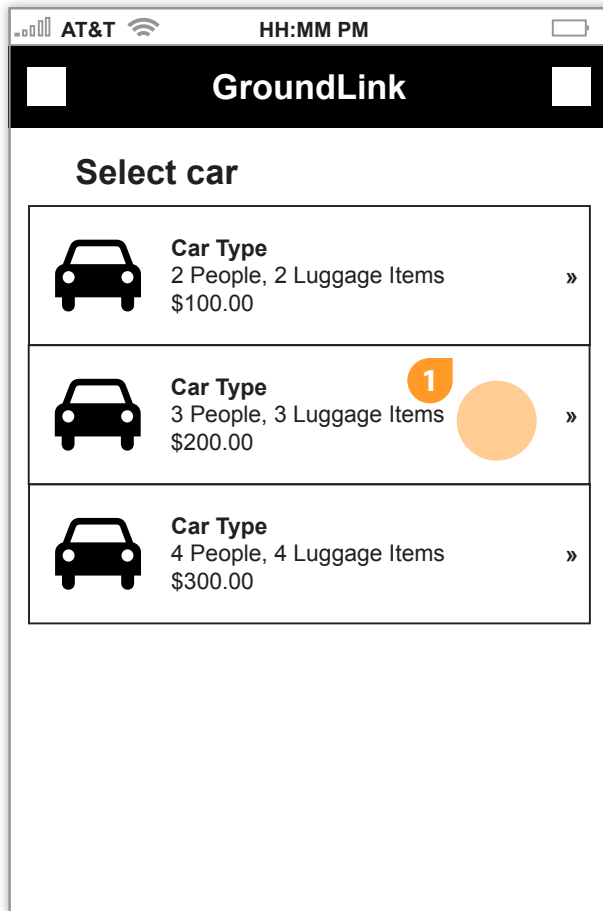 AT&T HH:MM PM
GroundLink
Select car
Car Type
2 People, 2 Luggage Items
$100.00
»
Car Type
1
3 People, 3 Luggage Items
$200.00
»
Car Type
4 People, 4 Luggage Items
$300.00
»